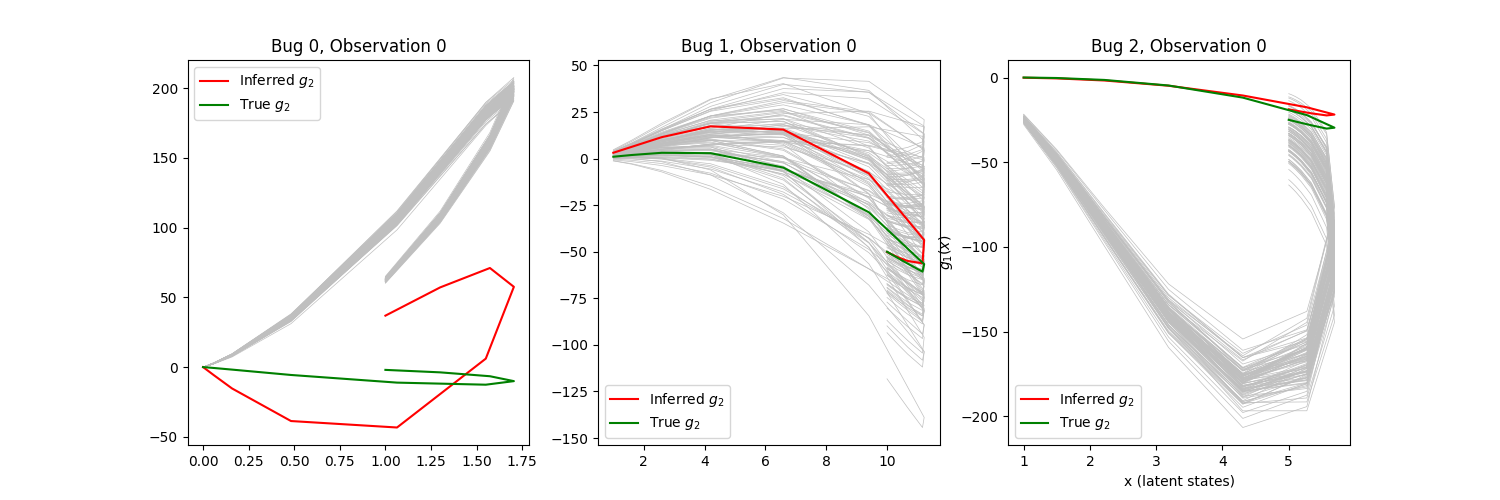 Bug 0, Observation 0
200
150
100
50
0
−50
0.00 0.25 0.50 0.75 1.00 1.25 1.50 1.75
Inferred g₂
True g₂
Bug 1, Observation 0
50
25
0
−25
−50
−75
−100
−125
−150
2 4 6 8 10
Inferred g₂
True g₂
Bug 2, Observation 0
g₁(x)
0
−50
−100
−150
−200
1 2 3 4 5
x (latent states)
Inferred g₂
True g₂